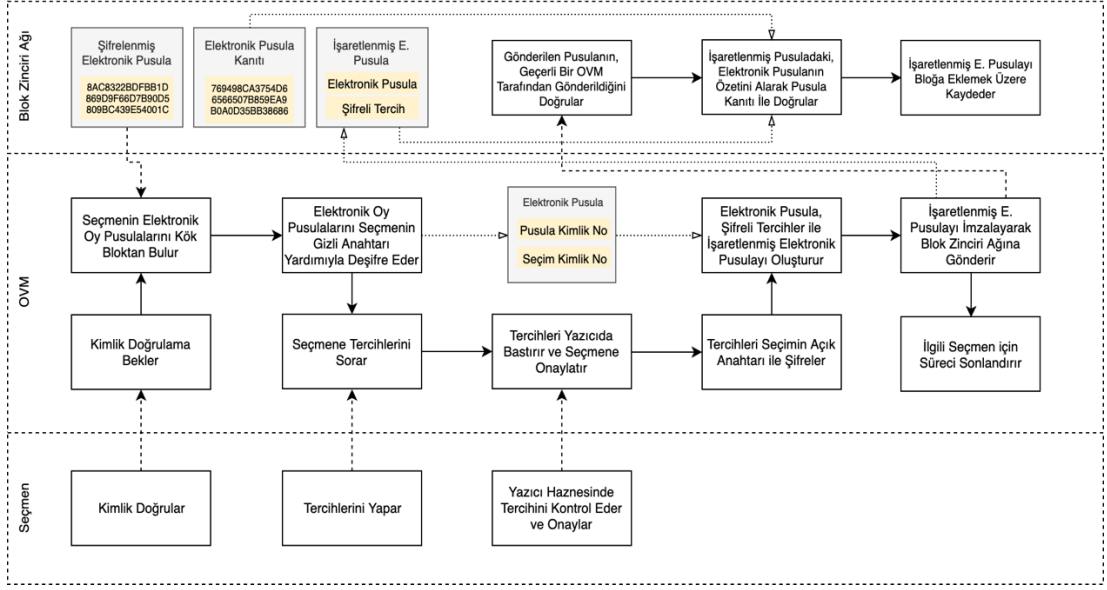 Blok Zinciri Ağı
Şifrelenmiş
Elektronik Pusula
8AC8322BDFBB1D
869D9F66D7B90D5
809BC439E54001C
Elektronik Pusula
Kanıtı
769498CA3754D6
6566507B859EA9
B0A0D35BB38686
İşaretlenmiş E.
Pusula
Elektronik Pusula
Şifreli Tercih
Gönderilen Pusulanın,
Geçerli Bir OVM
Tarafından Gönderildiğini
Doğrular
İşaretlenmiş Pusuladaki,
Elektronik Pusulanın
Özetini Alarak Pusula
Kanıtı İle Doğrular
İşaretlenmiş E. Pusulayı
Bloğa Eklemek Üzere
Kaydeder
OVM
Seçmenin Elektronik
Oy Pusulalarını Kök
Bloktan Bulur
Elektronik Oy
Pusulalarını Seçmenin
Gizli Anahtarı
Yardımıyla Deşifre Eder
Elektronik Pusula
Pusula Kimlik No
Seçim Kimlik No
Elektronik Pusula,
Şifreli Tercihler ile
İşaretlenmiş Elektronik
Pusulayı Oluşturur
İşaretlenmiş E.
Pusulayı İmzalayarak
Blok Zinciri Ağına
Gönderir
Kimlik Doğrulama
Bekler
Seçmene Tercihlerini
Sorar
Tercihleri Yazıcıda
Bastırır ve Seçmene
Onaylatır
Tercihleri Seçimin Açık
Anahtarı ile Şifreler
İlgili Seçmen için
Süreci Sonlandırır
Seçmen
Kimlik Doğrular
Tercihlerini Yapar
Yazıcı Haznesinde
Tercihini Kontrol Eder
ve Onaylar